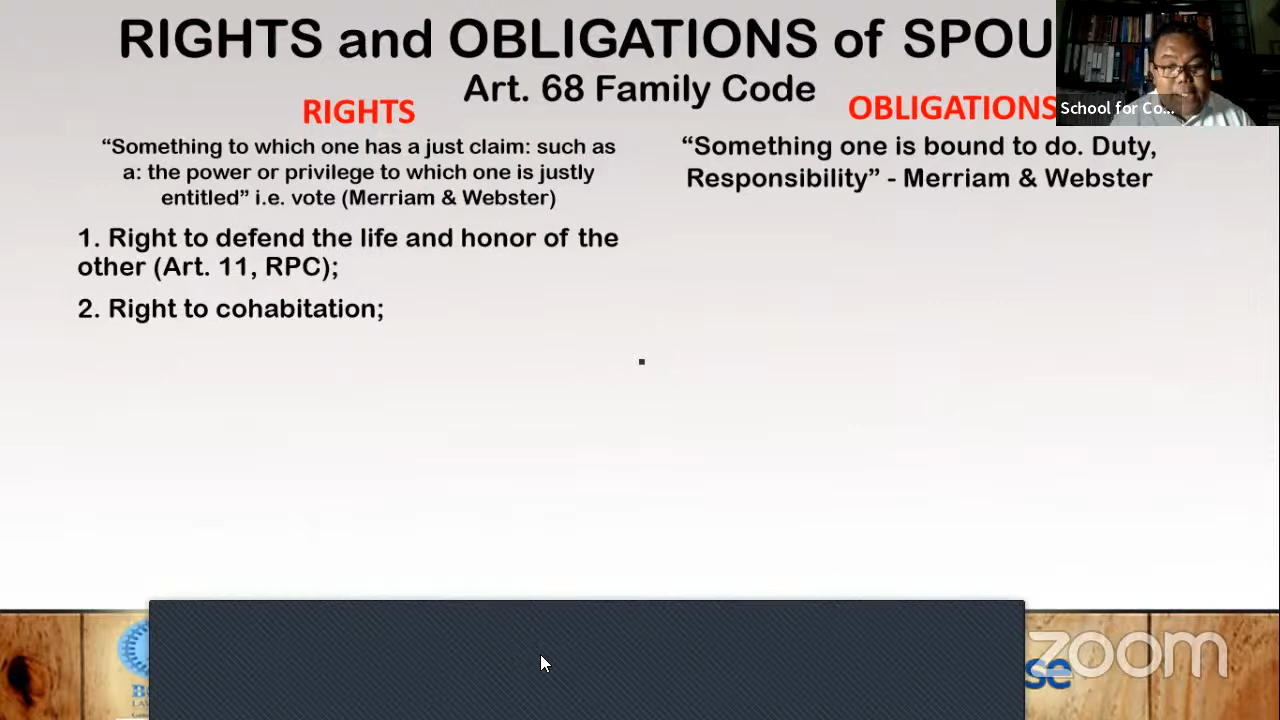 RIGHTS and OBLIGATIONS of SPOU
Art. 68 Family Code
RIGHTS
“Something to which one has a just claim: such as
a: the power or privilege to which one is justly
entitled” i.e. vote (Merriam & Webster)
1. Right to defend the life and honor of the
other (Art. 11, RPC);
2. Right to cohabitation;
OBLIGATIONS
“Something one is bound to do. Duty,
Responsibility” - Merriam & Webster
School for Co...
zoom
se